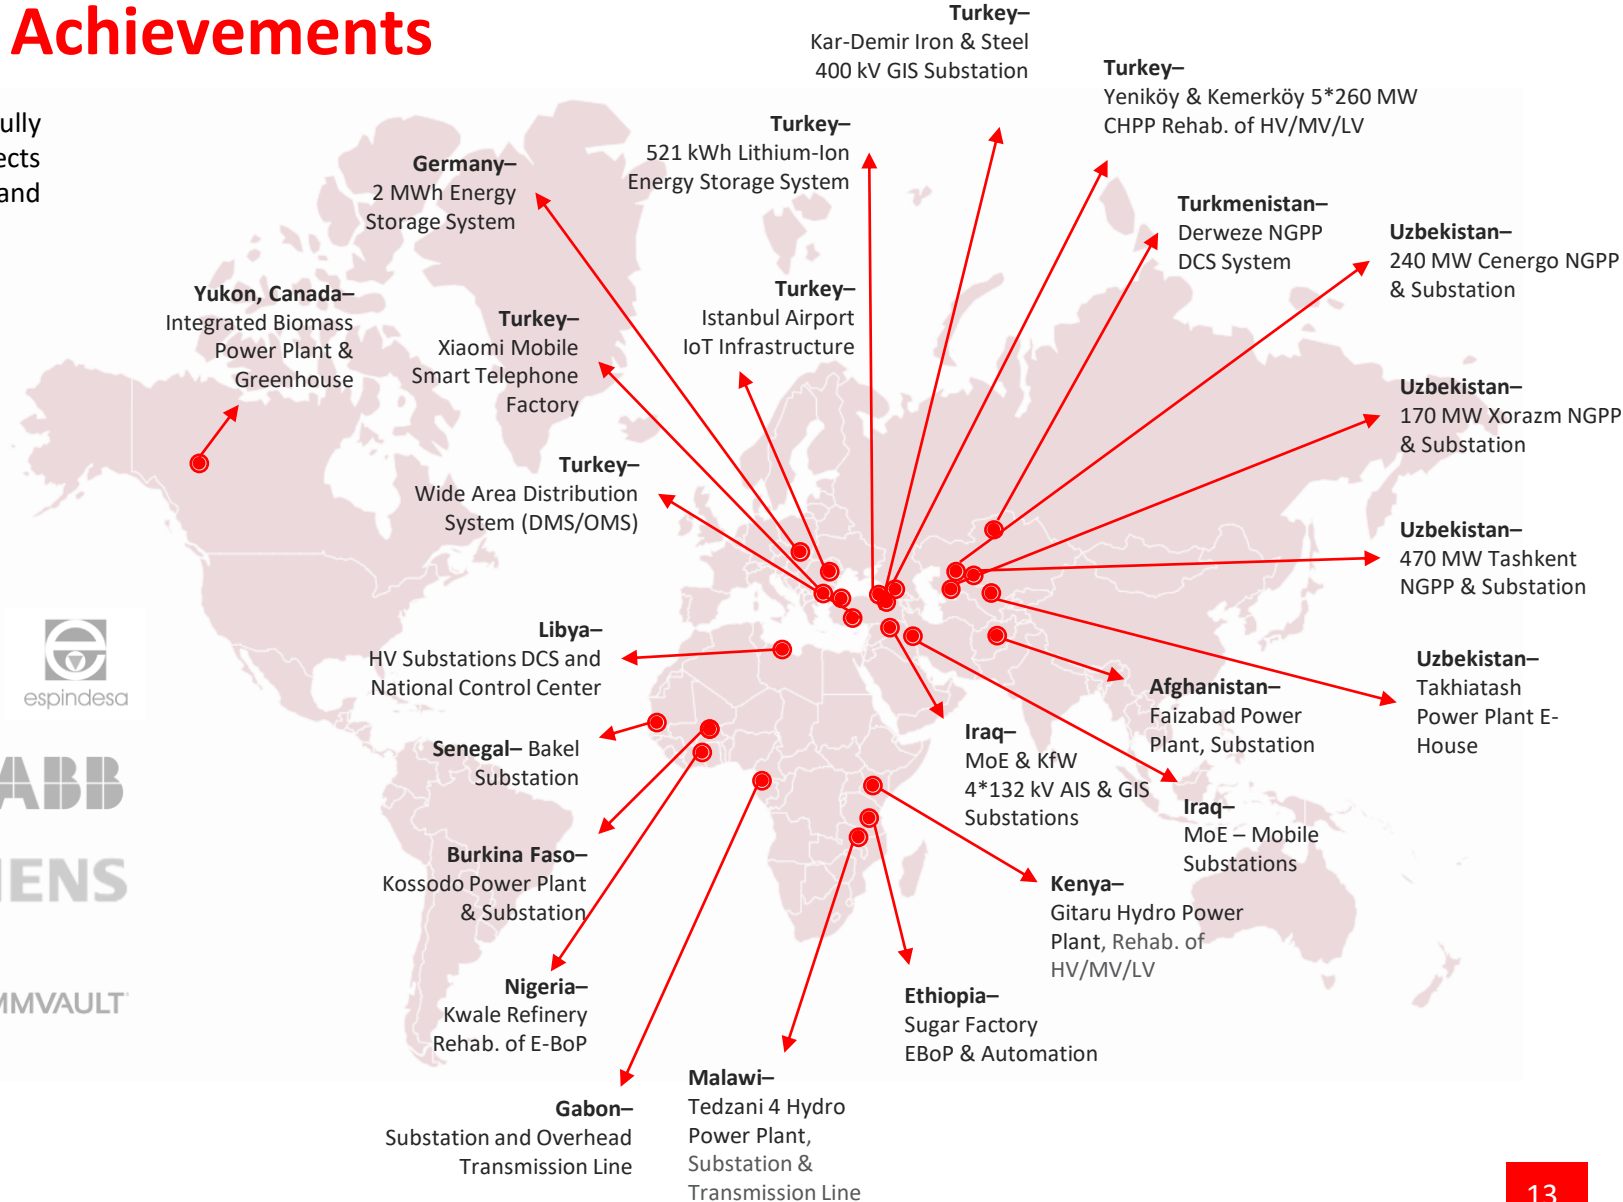 Achievements
Turkey–
Kar-Demir Iron & Steel
400 kV GIS Substation
Turkey–
Yeniköy & Kemerköy 5*260 MW
CHPP Rehab. of HV/MV/LV
Turkey–
521 kWh Lithium-Ion
Energy Storage System
Germany–
2 MWh Energy
Storage System
and
Turkmenistan–
Derweze NGPP
DCS System
Uzbekistan–
240 MW Cenergo NGPP
& Substation
Yukon, Canada–
Integrated Biomass
Power Plant &
Greenhouse
Turkey–
Xiaomi Mobile
Smart Telephone
Factory
Turkey–
Istanbul Airport
IoT Infrastructure
Uzbekistan–
170 MW Xorazm NGPP
& Substation
Turkey–
Wide Area Distribution
System (DMS/OMS)
Uzbekistan–
470 MW Tashkent
NGPP & Substation
espindesa
Libya–
HV Substations DCS and
National Control Center
Uzbekistan–
Takhiatash
Power Plant E-
House
Afghanistan–
Faizabad Power
Plant, Substation
Senegal– Bakel
Substation
Iraq–
MoE & KfW
4*132 kV AIS & GIS
Substations
ABB
Iraq–
MoE – Mobile
Substations
Burkina Faso–
Kossodo Power Plant
& Substation
Kenya–
Gitaru Hydro Power
Plant, Rehab. of
HV/MV/LV
Nigeria–
Kwale Refinery
Rehab. of E-BoP
Ethiopia–
Sugar Factory
EBoP & Automation
Gabon–
Substation and Overhead
Transmission Line
Malawi–
Tedzani 4 Hydro
Power Plant,
Substation &
Transmission Line
13